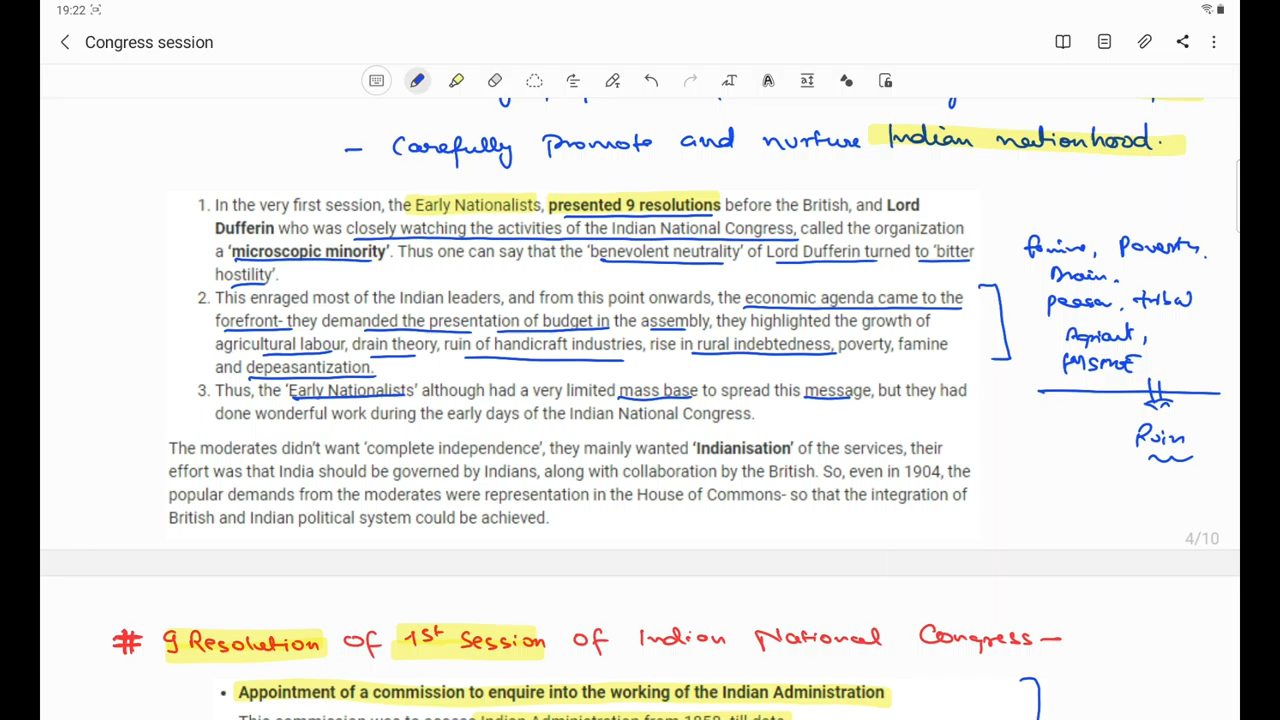 19:22
Congress session
- Carefully promote and nurture Indian nationhood.
1. In the very first session, the Early Nationalists, presented 9 resolutions before the British, and Lord
Dufferin who was closely watching the activities of the Indian National Congress, called the organization
a ‘microscopic minority’. Thus one can say that the ‘benevolent neutrality’ of Lord Dufferin turned to ‘bitter
hostility’.
2. This enraged most of the Indian leaders, and from this point onwards, the economic agenda came to the
forefront- they demanded the presentation of budget in the assembly, they highlighted the growth of
agricultural labour, drain theory, ruin of handicraft industries, rise in rural indebtedness, poverty, famine
and depeasantization.
3. Thus, the ‘Early Nationalists’ although had a very limited mass base to spread this message, but they had
done wonderful work during the early days of the Indian National Congress.
famine, Poverty.
Drain.
tribal
MSME
Ruin
The moderates didn’t want ‘complete independence’, they mainly wanted ‘Indianisation’ of the services, their
effort was that India should be governed by Indians, along with collaboration by the British. So, even in 1904, the
popular demands from the moderates were representation in the House of Commons- so that the integration of
British and Indian political system could be achieved.
4/10
# 9 Resolution of 1st Session of Indian National Congress-
• Appointment of a commission to enquire into the working of the Indian Administration